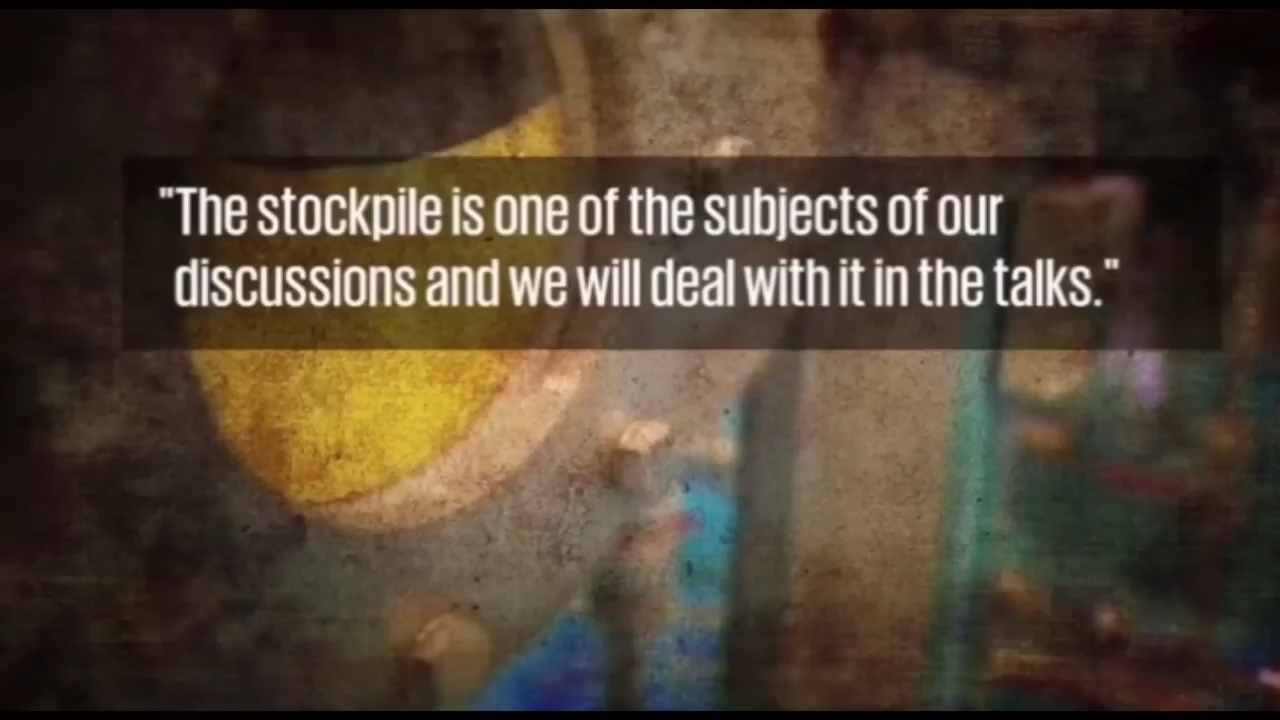 "The stockpile is one of the subjects of our
discussions and we will deal with it in the talks."